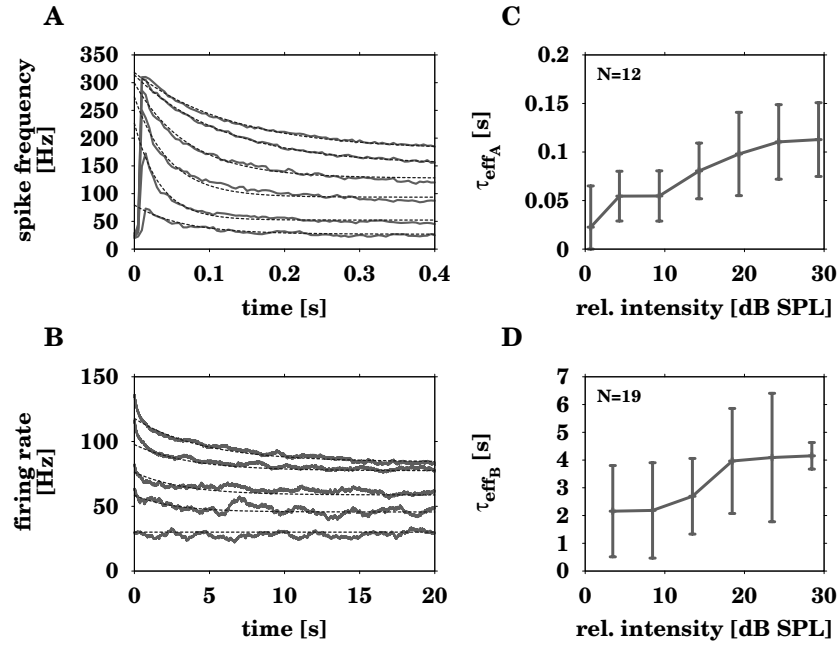 A
spike frequency
[Hz]
350
300
250
200
150
100
50
0
0
0.1
0.2
0.3
0.4
time [s]
C
τeffA [s]
0.2
0.15
0.1
0.05
0
N=12
0
10
20
30
rel. intensity [dB SPL]
B
firing rate
[Hz]
150
100
50
0
0
5
10
15
20
time [s]
D
τeffB [s]
7
6
5
4
3
2
1
0
N=19
0
10
20
30
rel. intensity [dB SPL]